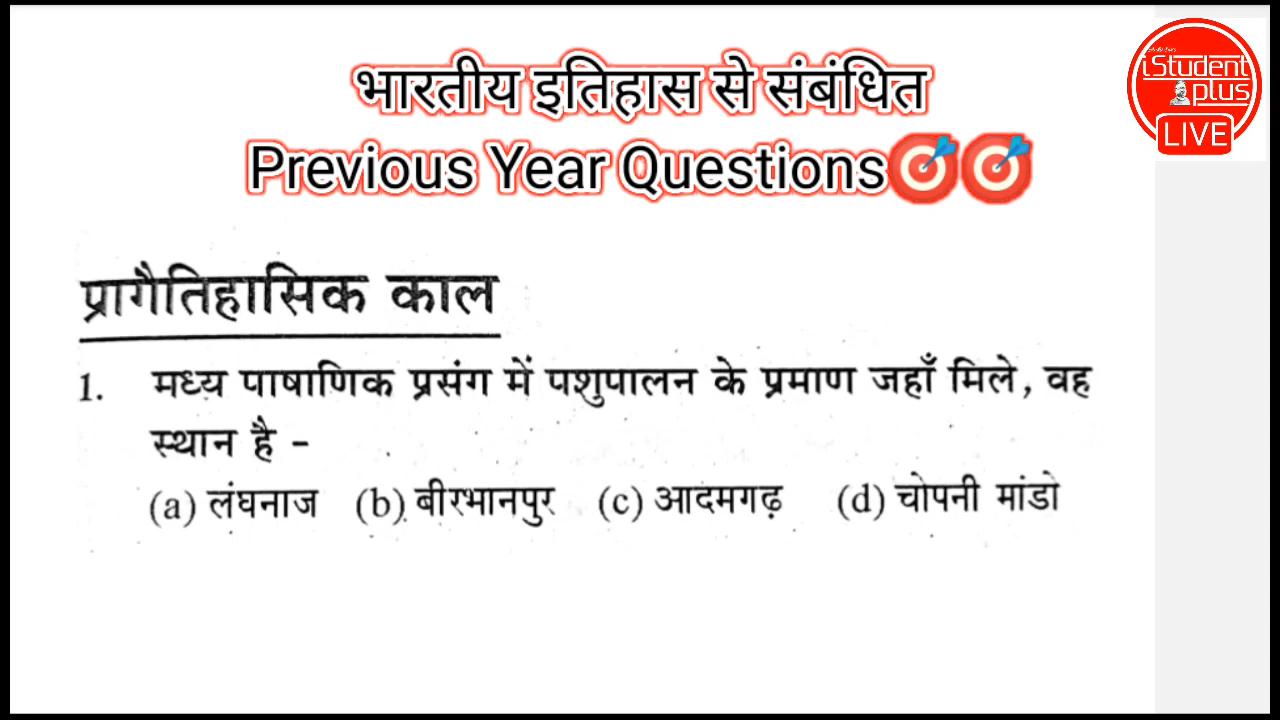 भारतीय इतिहास से संबंधित
Previous Year Questions🎯🎯
iStudent
plus
LIVE
प्रागैतिहासिक काल
1. मध्य पाषाणिक प्रसंग में पशुपालन के प्रमाण जहाँ मिले, वह
स्थान है -
(a) लंघनाज (b) बीरभानपुर (c) आदमगढ़ (d) चोपनी मांडो